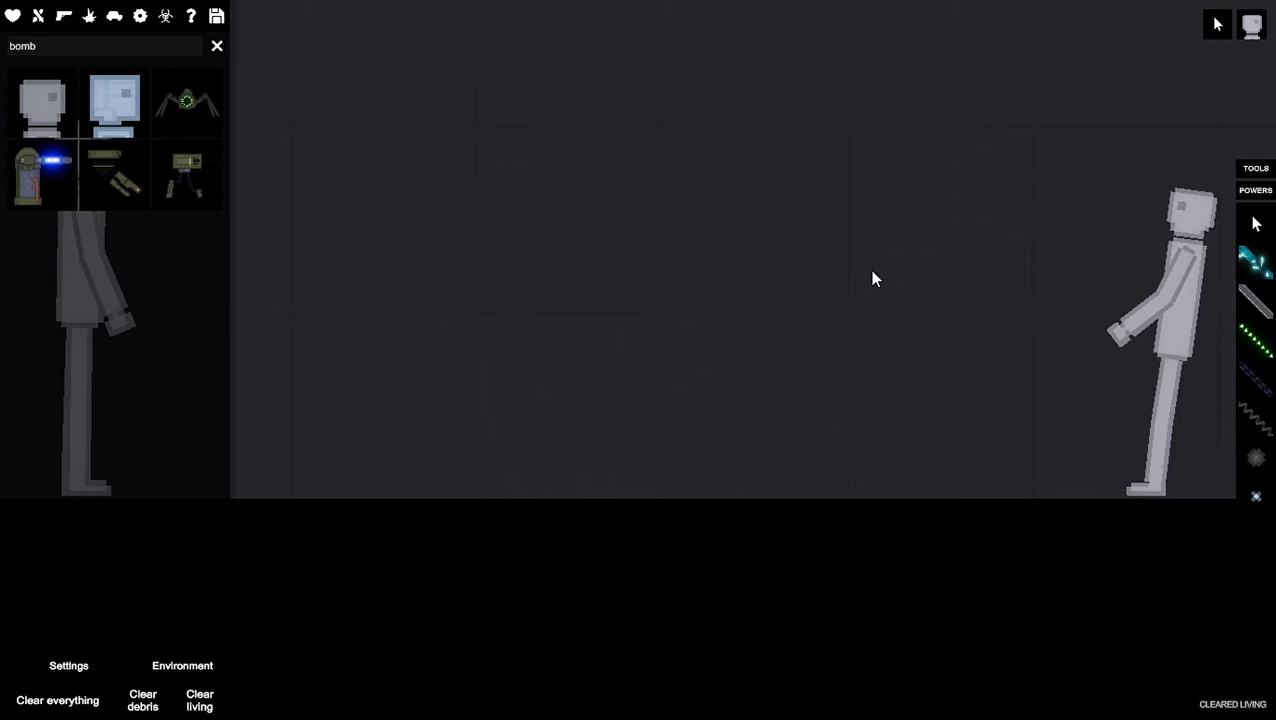 bomb
TOOLS
POWERS
Settings
Environment
Clear everything
Clear
debris
Clear
living
CLEARED LIVING